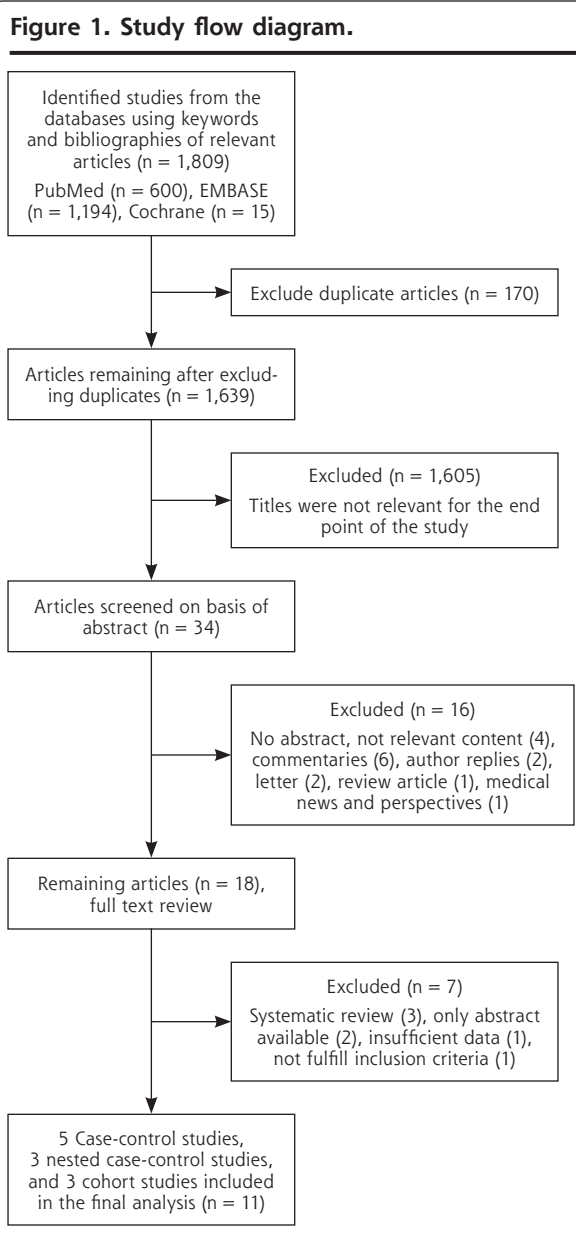 Figure 1. Study flow diagram.
Identified studies from the
databases using keywords
and bibliographies of relevant
articles (n = 1,809)
PubMed (n = 600), EMBASE
(n = 1,194), Cochrane (n = 15)
Exclude duplicate articles (n = 170)
Articles remaining after exclud-
ing duplicates (n = 1,639)
Excluded (n = 1,605)
Titles were not relevant for the end
point of the study
Articles screened on basis of
abstract (n = 34)
Excluded (n = 16)
No abstract, not relevant content (4),
commentaries (6), author replies (2),
letter (2), review article (1), medical
news and perspectives (1)
Remaining articles (n = 18),
full text review
Excluded (n = 7)
Systematic review (3), only abstract
available (2), insufficient data (1),
not fulfill inclusion criteria (1)
5 Case-control studies,
3 nested case-control studies,
and 3 cohort studies included
in the final analysis (n = 11)